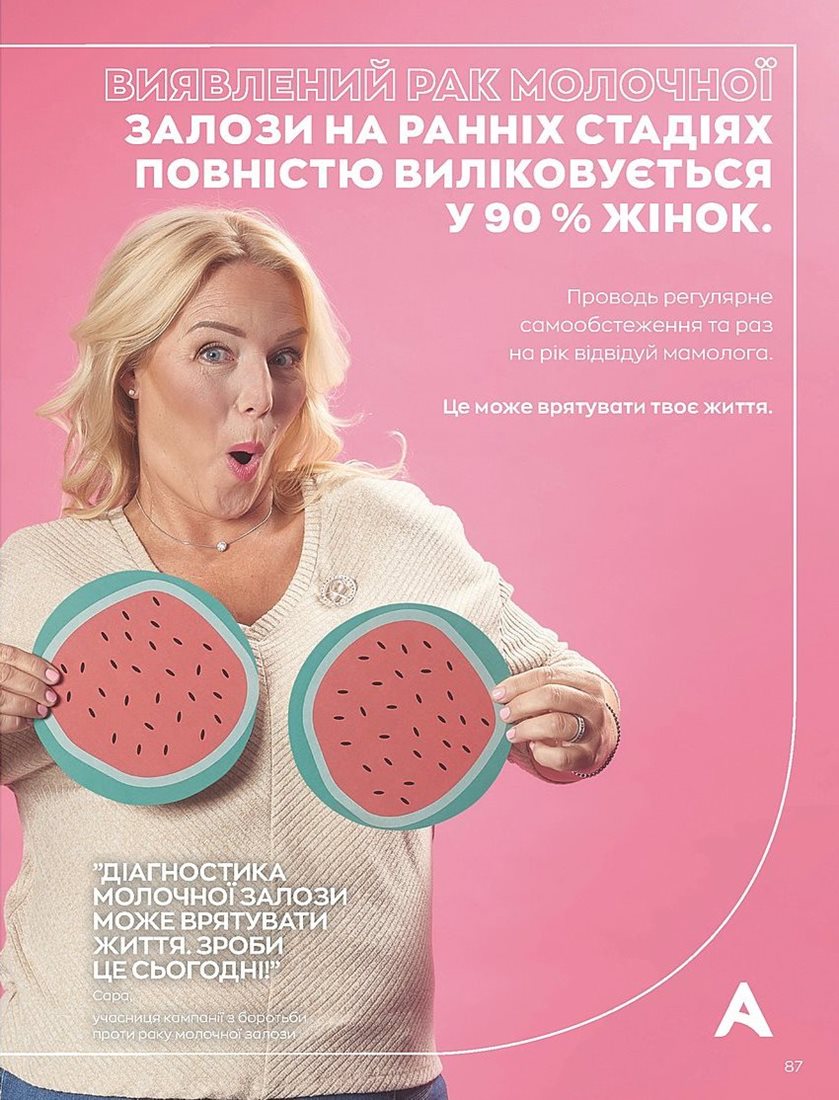 ВИЯВЛЕНИЙ РАК МОЛОЧНОЇ
ЗАЛОЗИ НА РАННІХ СТАДІЯХ
ПОВНІСТЮ ВИЛІКОВУЄТЬСЯ
У 90 % ЖІНОК.
Проводь регулярне
самообстеження та раз
на рік відвідуй мамолога.
Це може врятувати твоє життя.
”ДІАГНОСТИКА
МОЛОЧНОЇ ЗАЛОЗИ
МОЖЕ ВРЯТУВАТИ
ЖИТТЯ. ЗРОБИ
ЦЕ СЬОГОДНІ!”
Сара,
учасниця кампанії з боротьби
проти раку молочної залози
A
87